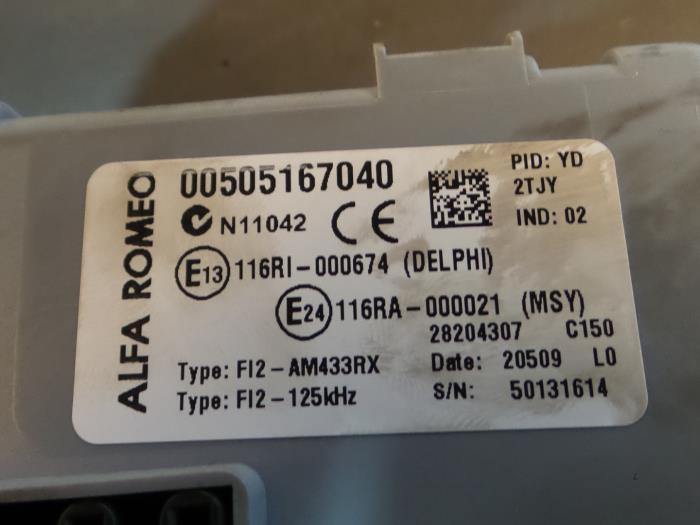 ALFA ROMEO
00505167040
N11042 CE
PID: YD
2TJY
IND: 02
E13 116RI-000674 (DELPHI)
E24 116RA-000021 (MSY)
28204307 C150
Type: FI2-AM433RX Date: 20509 L0
Type: FI2-125kHz S/N: 50131614